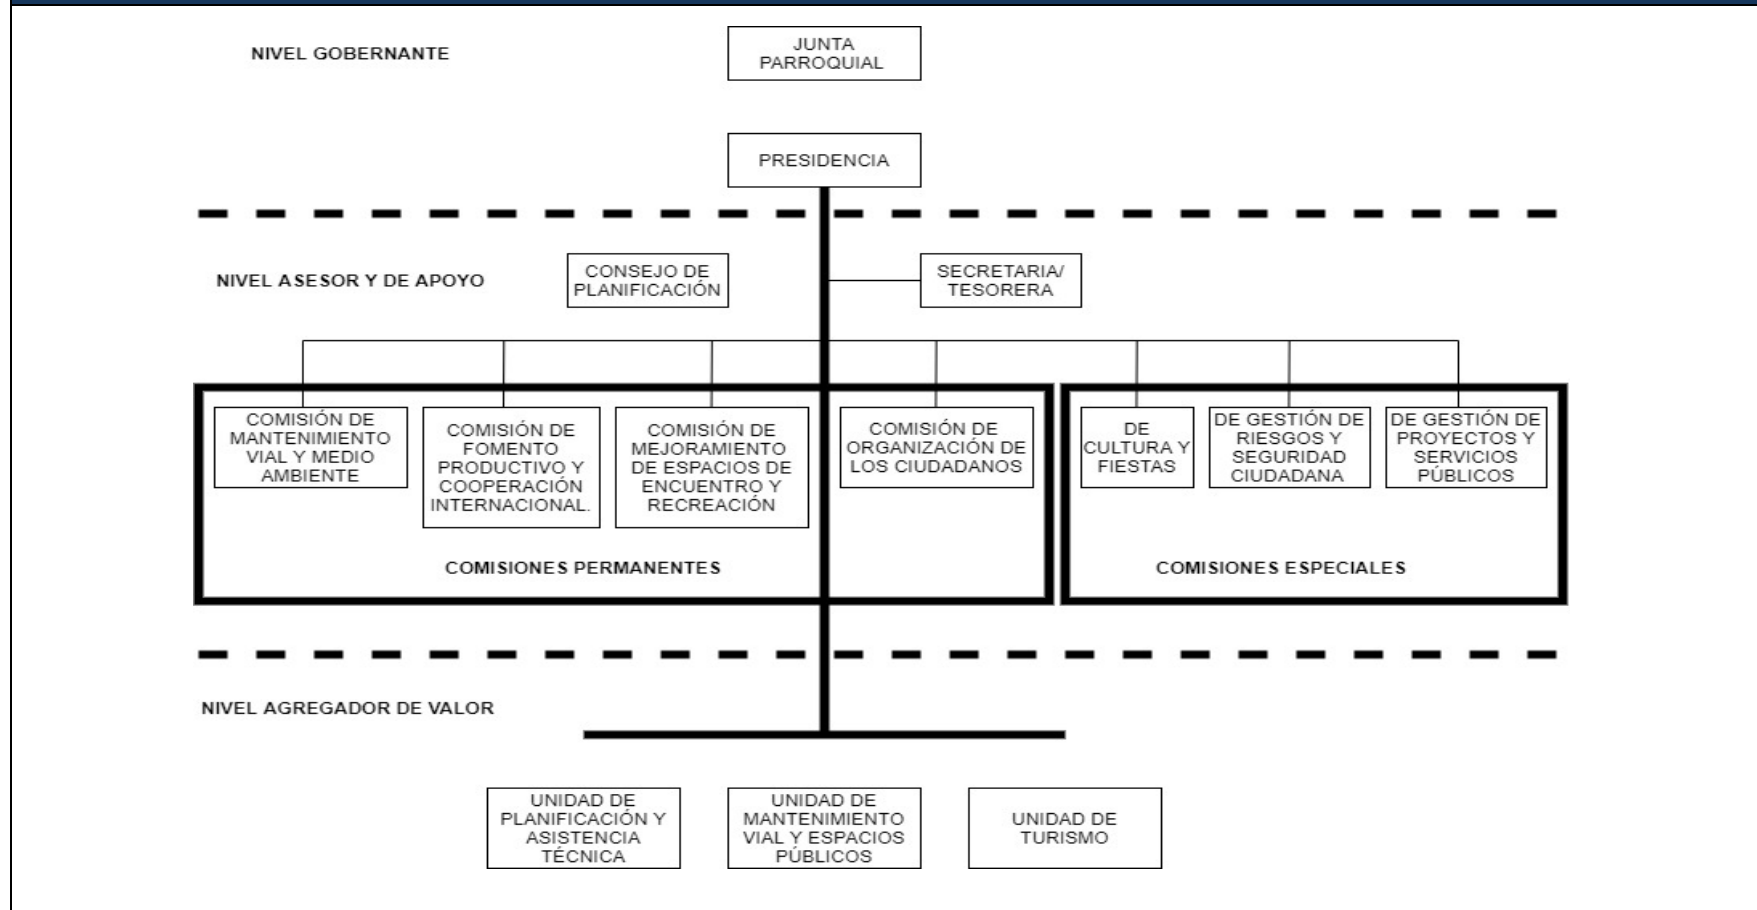 NIVEL GOBERNANTE
JUNTA
PARROQUIAL
PRESIDENCIA
NIVEL ASESOR Y DE APOYO
CONSEJO DE
PLANIFICACIÓN
SECRETARIA/
TESORERA
COMISIÓN DE
MANTENIMIENTO
VIAL Y MEDIO
AMBIENTE
COMISIÓN DE
FOMENTO
PRODUCTIVO Y
COOPERACIÓN
INTERNACIONAL.
COMISIÓN DE
MEJORAMIENTO
DE ESPACIOS DE
ENCUENTRO Y
RECREACIÓN
COMISIÓN DE
ORGANIZACIÓN DE
LOS CIUDADANOS
DE
CULTURA Y
FIESTAS
DE GESTIÓN DE
RIESGOS Y
SEGURIDAD
CIUDADANA
DE GESTIÓN DE
PROYECTOS Y
SERVICIOS
PÚBLICOS
COMISIONES PERMANENTES
COMISIONES ESPECIALES
NIVEL AGREGADOR DE VALOR
UNIDAD DE
PLANIFICACIÓN Y
ASISTENCIA
TÉCNICA
UNIDAD DE
MANTENIMIENTO
VIAL Y ESPACIOS
PÚBLICOS
UNIDAD DE
TURISMO